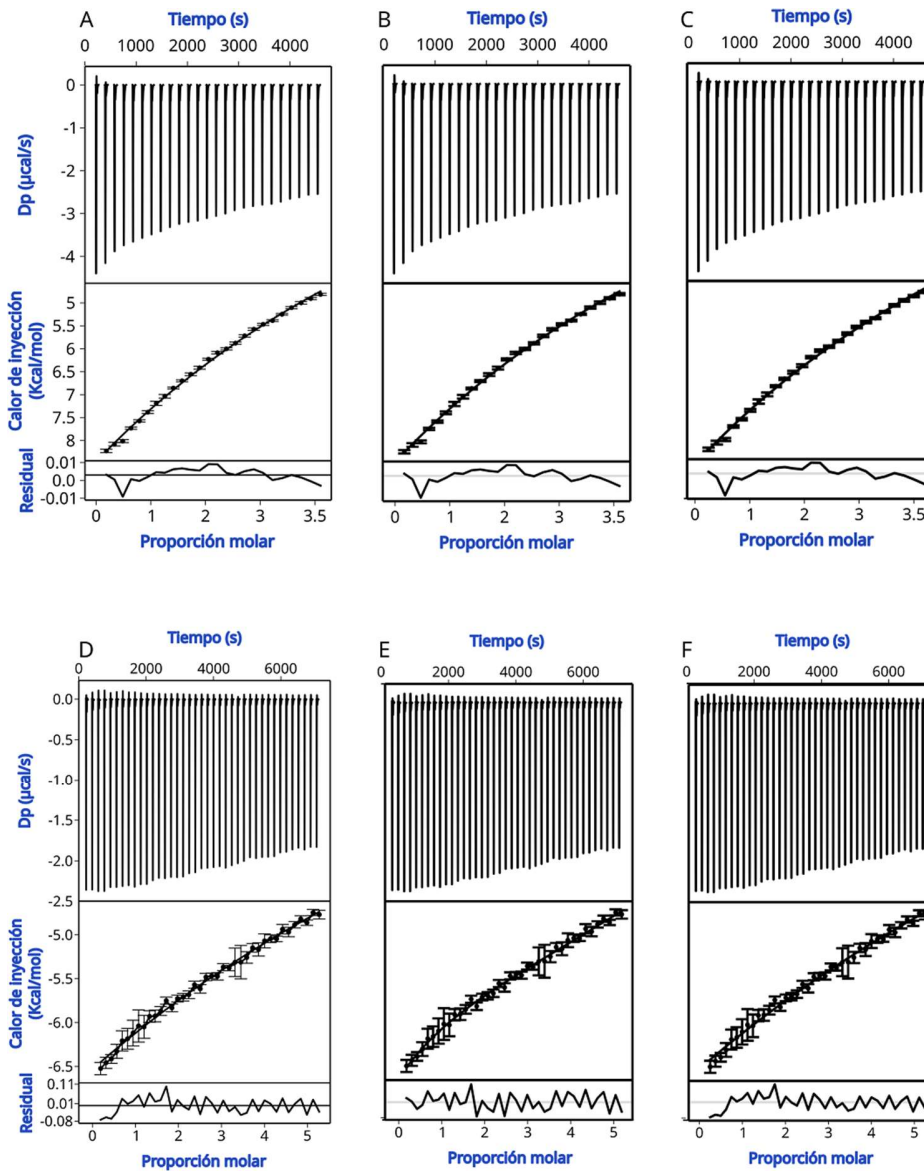 A Tiempo (s)
0 1000 2000 3000 4000
B Tiempo (s)
0 1000 2000 3000 4000
C Tiempo (s)
0 1000 2000 3000 4000
Dp (µcal/s)
0
-1
-2
-3
-4
Calor de inyección
(Kcal/mol)
5
5.5
6
6.5
7
7.5
8
Residual
0.01
0.0
-0.01
0 1 2 3 3.5
Proporción molar
0 1 2 3 3.5
Proporción molar
0 1 2 3 3.5
Proporción molar
D Tiempo (s)
0 2000 4000 6000
E Tiempo (s)
0 2000 4000 6000
F Tiempo (s)
0 2000 4000 6000
Dp (µcal/s)
0.0
-0.5
-1.0
-1.5
-2.0
-2.5
Calor de inyección
(Kcal/mol)
-5.0
-5.5
-6.0
-6.5
Residual
0.11
0.01
-0.08
0 1 2 3 4 5
Proporción molar
0 1 2 3 4 5
Proporción molar
0 1 2 3 4 5
Proporción molar